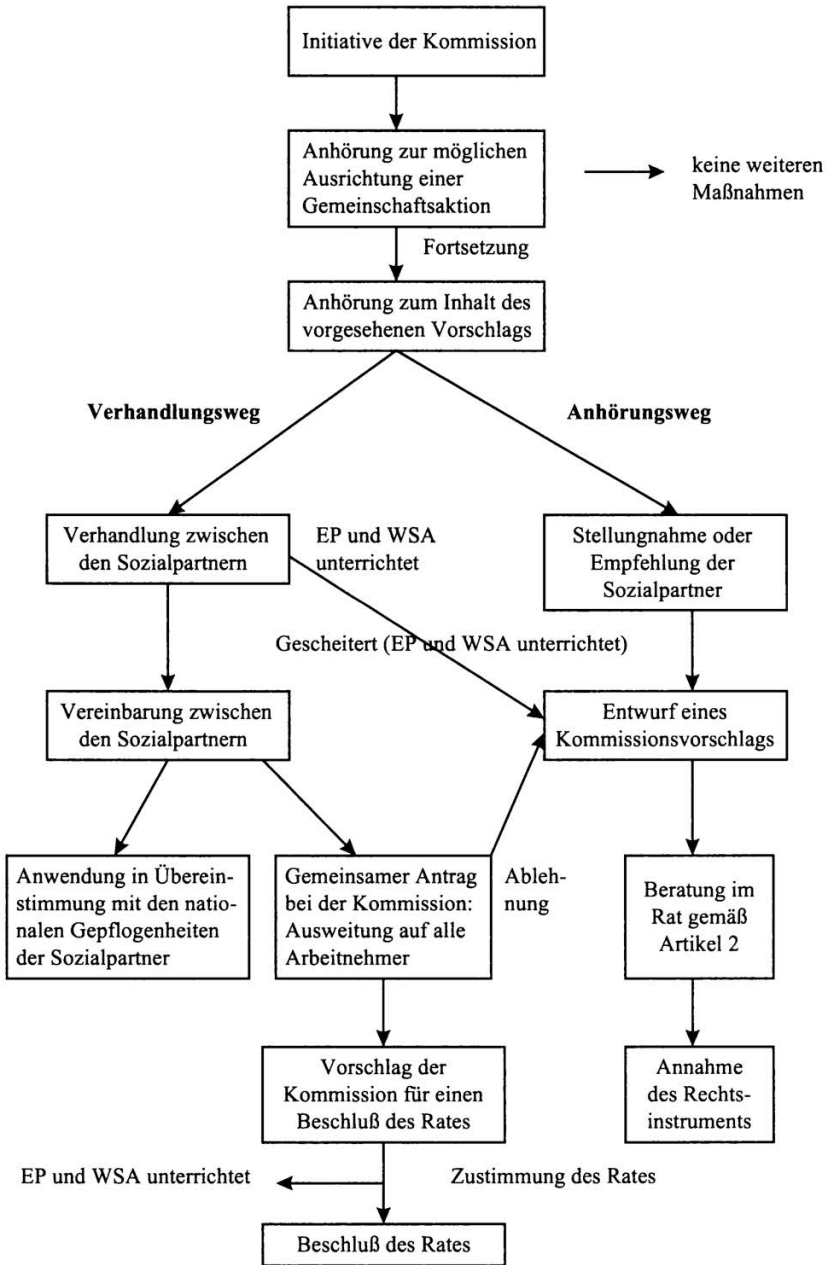 Initiative der Kommission
Anhörung zur möglichen
Ausrichtung einer
Gemeinschaftsaktion
keine weiteren
Maßnahmen
Fortsetzung
Anhörung zum Inhalt des
vorgesehenen Vorschlags
Verhandlungsweg
Anhörungsweg
Verhandlung zwischen
den Sozialpartnern
EP und WSA
unterrichtet
Stellungnahme oder
Empfehlung der
Sozialpartner
Gescheitert (EP und WSA unterrichtet)
Vereinbarung zwischen
den Sozialpartnern
Entwurf eines
Kommissionsvorschlags
Anwendung in Überein-
stimmung mit den natio-
nalen Gepflogenheiten
der Sozialpartner
Gemeinsamer Antrag
bei der Kommission:
Ausweitung auf alle
Arbeitnehmer
Ableh-
nung
Beratung im
Rat gemäß
Artikel 2
Vorschlag der
Kommission für einen
Beschluß des Rates
Annahme
des Rechts-
instruments
EP und WSA unterrichtet
Zustimmung des Rates
Beschluß des Rates